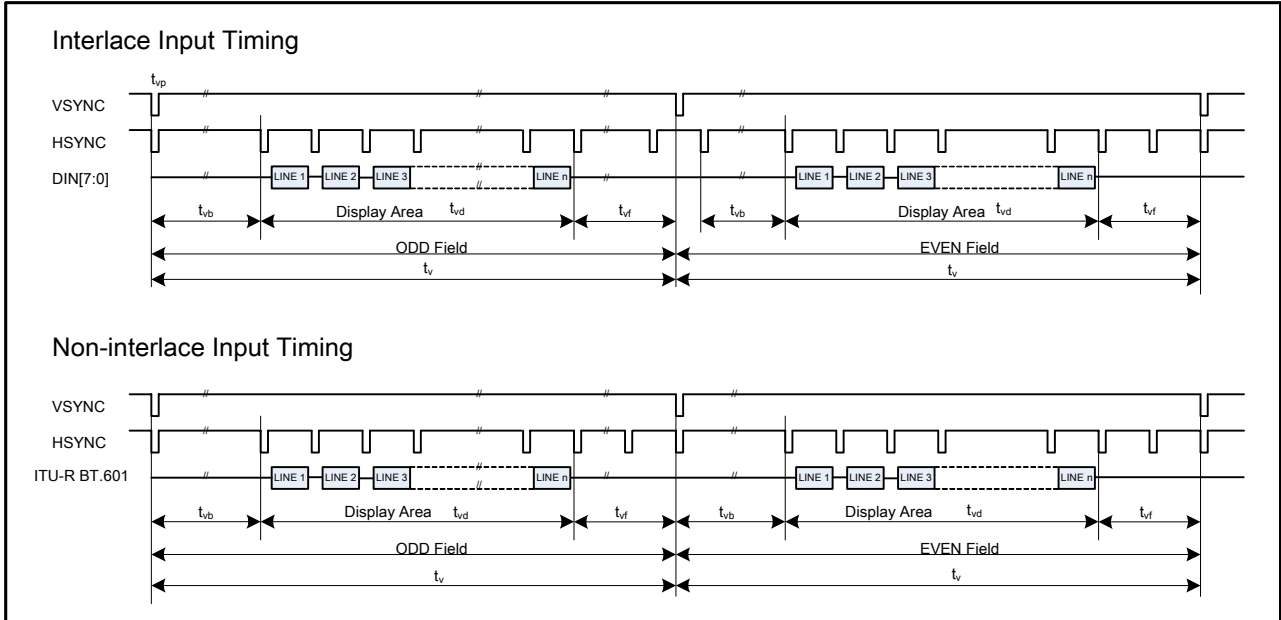 Interlace Input Timing
tvp
VSYNC
HSYNC
DIN[7:0]
LINE 1 LINE 2 LINE 3 LINE n LINE 1 LINE 2 LINE 3 LINE n
tvb Display Area tvd tvf tvb Display Area tvd tvf
ODD Field EVEN Field
tv tv
Non-interlace Input Timing
VSYNC
HSYNC
ITU-R BT.601
LINE 1 LINE 2 LINE 3 LINE n LINE 1 LINE 2 LINE 3 LINE n
tvb Display Area tvd tvf tvb Display Area tvd tvf
ODD Field EVEN Field
tv tv